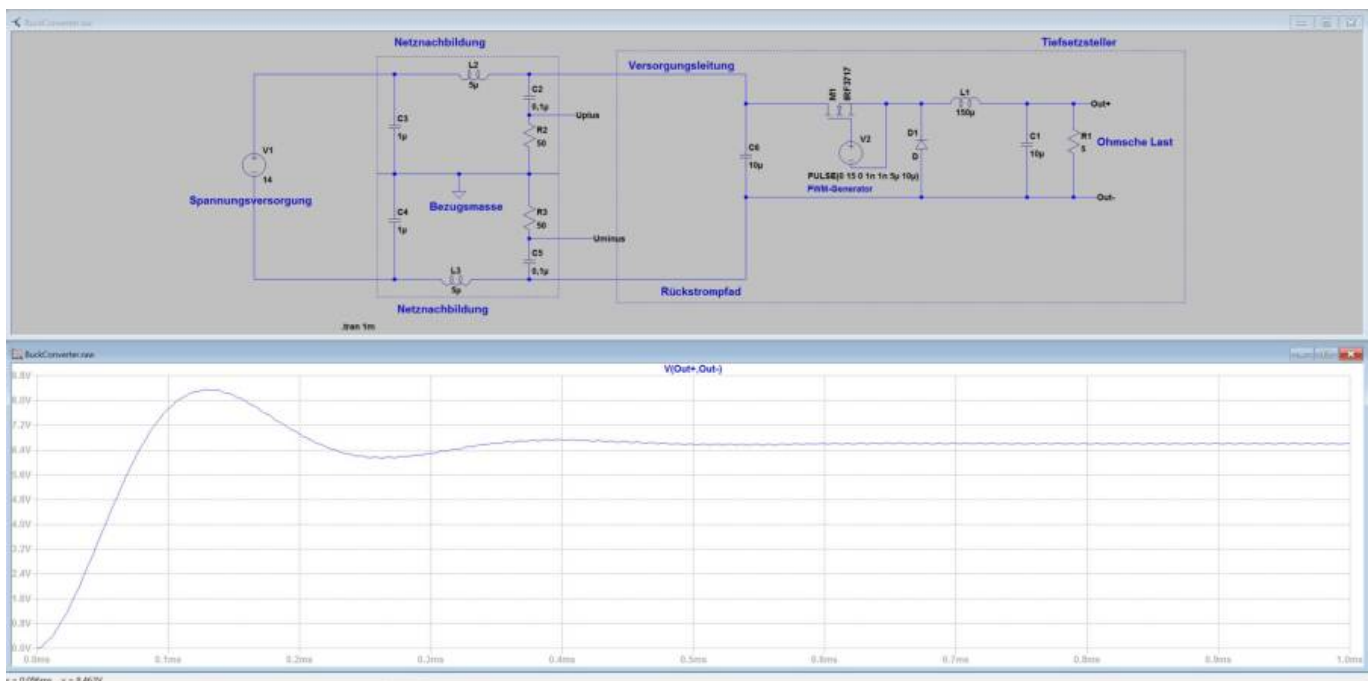 BuckConverter.raw
Netznachbildung
Tiefsetzsteller
L2
5µ
Versorgungsleitung
C2
0,1µ
Uplus
C3
1µ
R2
50
V1
14
Spannungsversorgung
Bezugsmasse
C4
1µ
R3
50
Uminus
C5
0,1µ
L3
5µ
Netznachbildung
Rückstrompfad
C6
10µ
M1
IRF3717
V2
PULSE(0 15 0 1n 1n 5µ 10µ)
PWM-Generator
D1
D
L1
150µ
C1
10µ
Out+
R1
5
Ohmsche Last
Out-
.tran 1m
BuckConverter.raw
V(Out+,Out-)
8.8V
8.0V
7.2V
6.4V
5.6V
4.8V
4.0V
3.2V
2.4V
1.6V
0.8V
0.0V
0.0ms 0.1ms 0.2ms 0.3ms 0.4ms 0.5ms 0.6ms 0.7ms 0.8ms 0.9ms 1.0ms